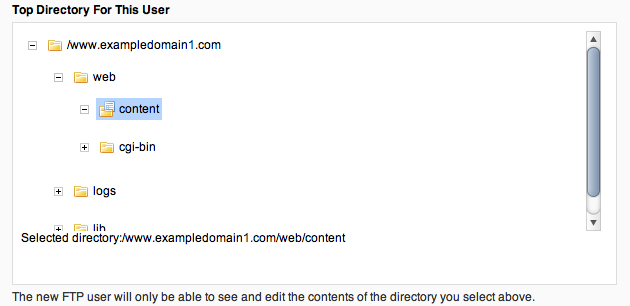 Top Directory For This User
/www.exampledomain1.com
web
content
cgi-bin
logs
lib
Selected directory:/www.exampledomain1.com/web/content
The new FTP user will only be able to see and edit the contents of the directory you select above.